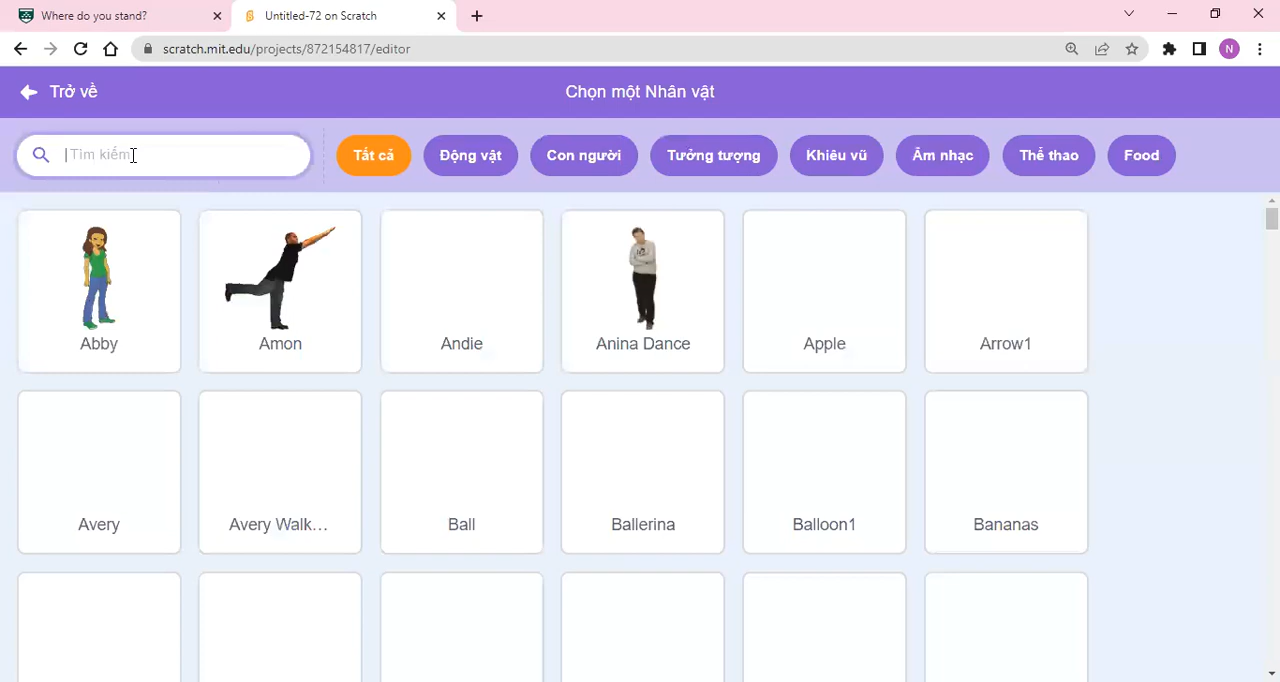 Where do you stand?
Untitled-72 on Scratch
scratch.mit.edu/projects/872154817/editor
N
Trở về
Chọn một Nhân vật
Tìm kiếm
Tất cả
Động vật
Con người
Tưởng tượng
Khiêu vũ
Âm nhạc
Thể thao
Food
Abby
Amon
Andie
Anina Dance
Apple
Arrow1
Avery
Avery Walk...
Ball
Ballerina
Balloon1
Bananas